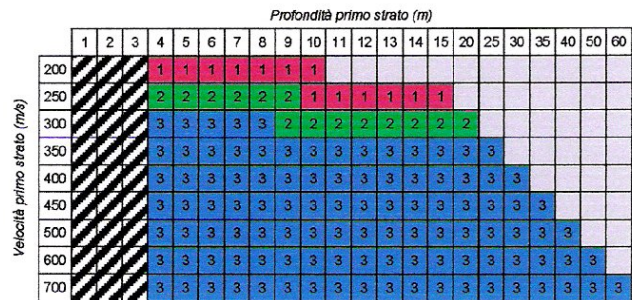 Profondità primo strato (m)
1 2 3 4 5 6 7 8 9 10 11 12 13 14 15 20 25 30 35 40 50 60
Velocità primo strato (m/s)
200 1 1 1 1 1 1 1
250 2 2 2 2 2 2 1 1 1 1 1 1
300 3 3 3 3 3 2 2 2 2 2 2 2 2
350 3 3 3 3 3 3 3 3 3 3 3 3 3 3
400 3 3 3 3 3 3 3 3 3 3 3 3 3 3 3
450 3 3 3 3 3 3 3 3 3 3 3 3 3 3 3 3
500 3 3 3 3 3 3 3 3 3 3 3 3 3 3 3 3 3
600 3 3 3 3 3 3 3 3 3 3 3 3 3 3 3 3 3 3
700 3 3 3 3 3 3 3 3 3 3 3 3 3 3 3 3 3 3 3